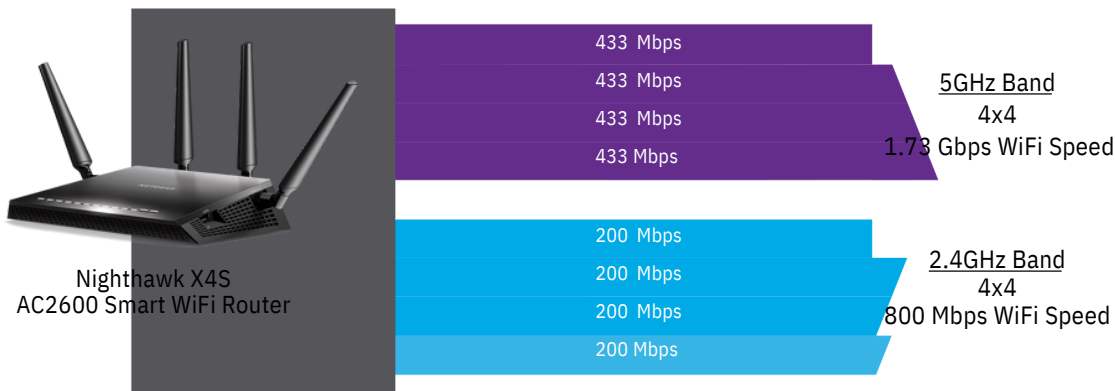 433 Mbps
433 Mbps
433 Mbps
433 Mbps
5GHz Band
4x4
1.73 Gbps WiFi Speed
NETGEAR
Nighthawk X4S
AC2600 Smart WiFi Router
200 Mbps
200 Mbps
200 Mbps
200 Mbps
2.4GHz Band
4x4
800 Mbps WiFi Speed